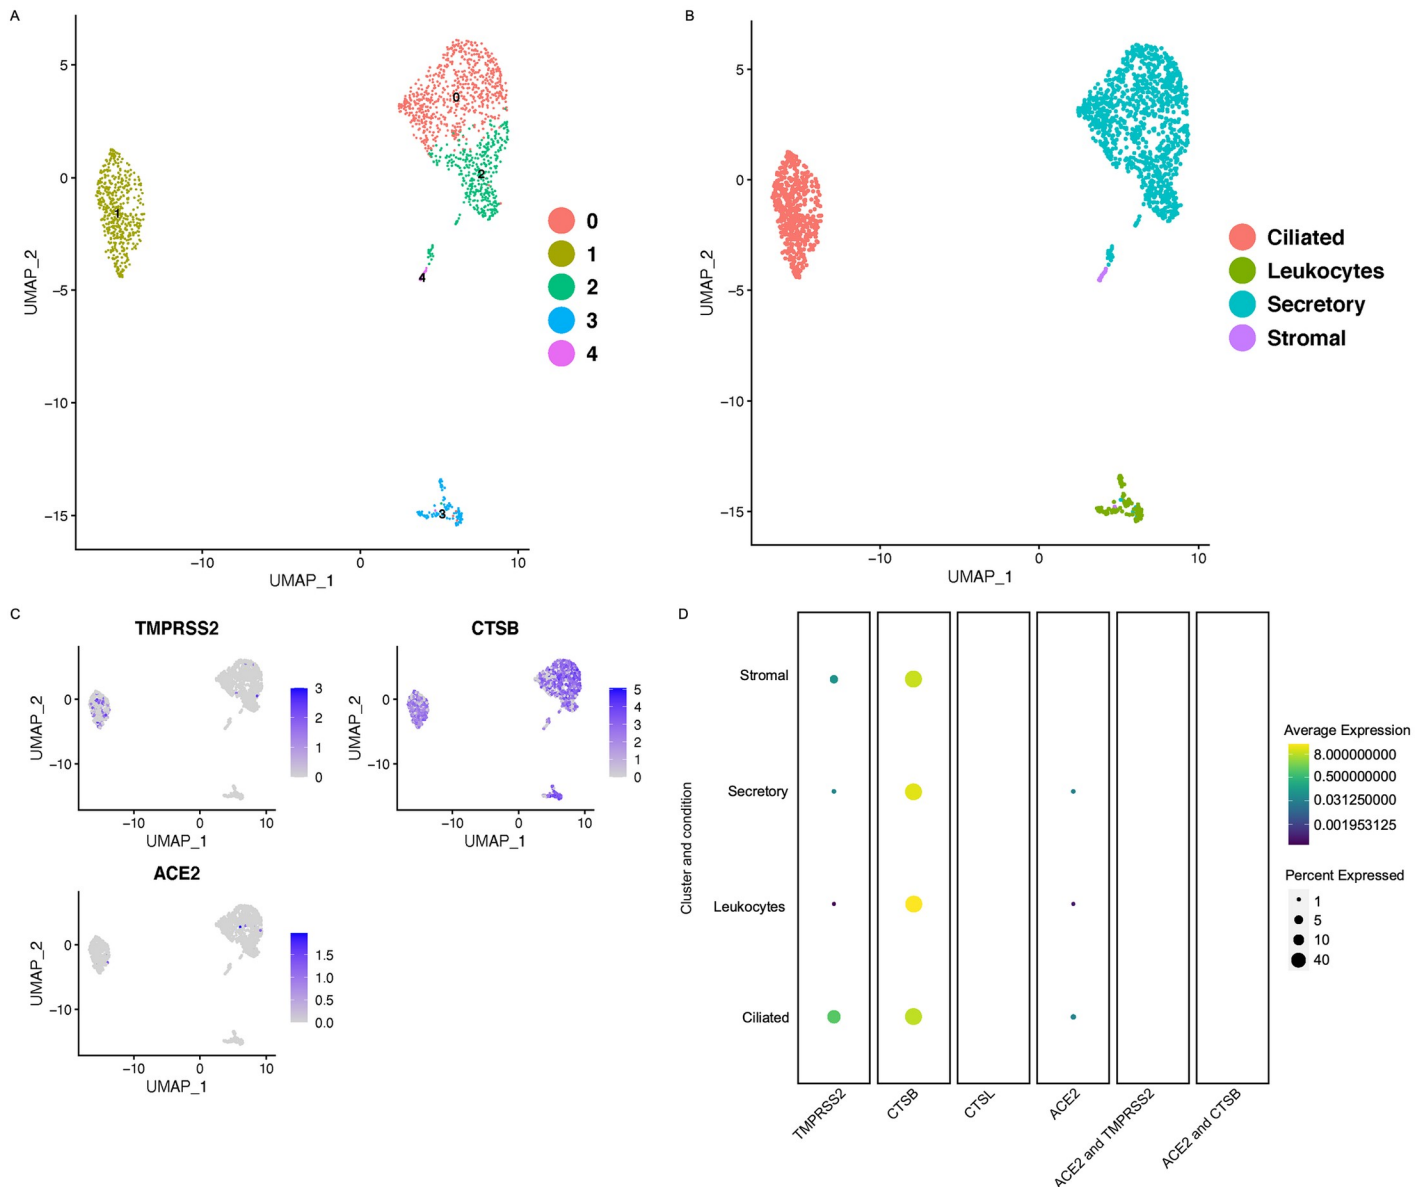 A
5
0
−5
−10
−15
UMAP_2
−10
0
10
UMAP_1
0
1
2
3
4
0
1
2
3
4
B
5
0
−5
−10
−15
UMAP_2
−10
0
10
UMAP_1
Ciliated
Leukocytes
Secretory
Stromal
C
TMPRSS2
0
−10
UMAP_2
−10
0
10
UMAP_1
3
2
1
0
CTSB
0
−10
UMAP_2
−10
0
10
UMAP_1
5
4
3
2
1
0
ACE2
0
−10
UMAP_2
−10
0
10
UMAP_1
1.5
1.0
0.5
0.0
D
Cluster and condition
Stromal
Secretory
Leukocytes
Ciliated
TMPRSS2
CTSB
CTSL
ACE2
ACE2 and TMPRSS2
ACE2 and CTSB
Average Expression
8.000000000
0.500000000
0.031250000
0.001953125
Percent Expressed
1
5
10
40